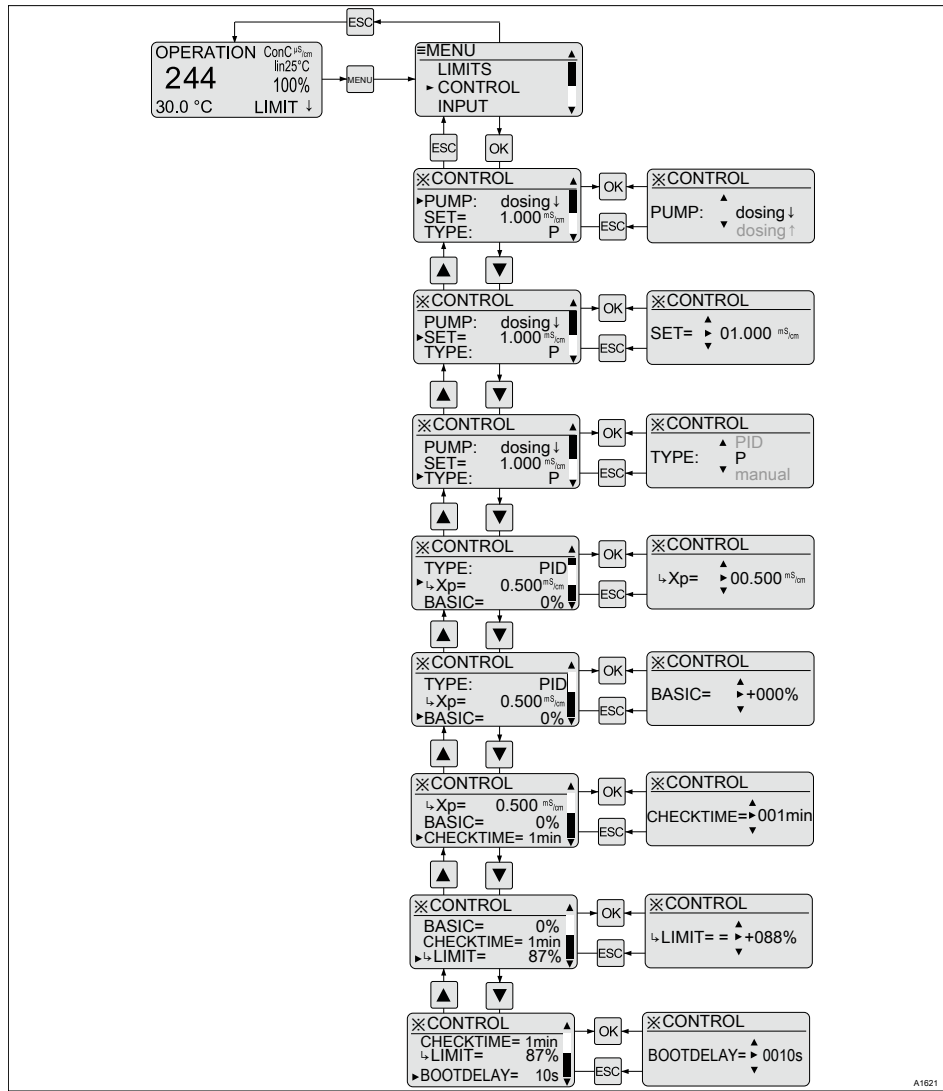 ESC
OPERATION ConC µS/cm
lin25°C
244 100%
30.0 °C LIMIT ↓
MENU
≡MENU ▲
LIMITS
► CONTROL
INPUT ▼
ESC OK
※CONTROL ▲
►PUMP: dosing↓
SET= 1.000 mS/cm
TYPE: P ▼
OK
ESC
※CONTROL
▲
PUMP: dosing↓
▼ dosing↑
▲ ▼
※CONTROL ▲
PUMP: dosing↓
►SET= 1.000 mS/cm
TYPE: P ▼
OK
ESC
※CONTROL
▲
SET= ► 01.000 mS/cm
▼
▲ ▼
※CONTROL ▲
PUMP: dosing↓
SET= 1.000 mS/cm
►TYPE: P ▼
OK
ESC
※CONTROL
▲ PID
TYPE: P
▼ manual
▲ ▼
※CONTROL ▲
TYPE: PID
►↳Xp= 0.500 mS/cm
BASIC= 0% ▼
OK
ESC
※CONTROL
▲
↳Xp= ►00.500 mS/cm
▼
▲ ▼
※CONTROL ▲
TYPE: PID
↳Xp= 0.500 mS/cm
►BASIC= 0% ▼
OK
ESC
※CONTROL
▲
BASIC= ►+000%
▼
▲ ▼
※CONTROL ▲
↳Xp= 0.500 mS/cm
BASIC= 0%
►CHECKTIME= 1min ▼
OK
ESC
※CONTROL
▲
CHECKTIME=►001min
▼
▲ ▼
※CONTROL ▲
BASIC= 0%
CHECKTIME= 1min
►↳LIMIT= 87% ▼
OK
ESC
※CONTROL
▲
↳LIMIT= = ►+088%
▼
▲ ▼
※CONTROL ▲
CHECKTIME= 1min
↳LIMIT= 87%
►BOOTDELAY= 10s ▼
OK
ESC
※CONTROL
▲
BOOTDELAY= ► 0010s
▼
A1621